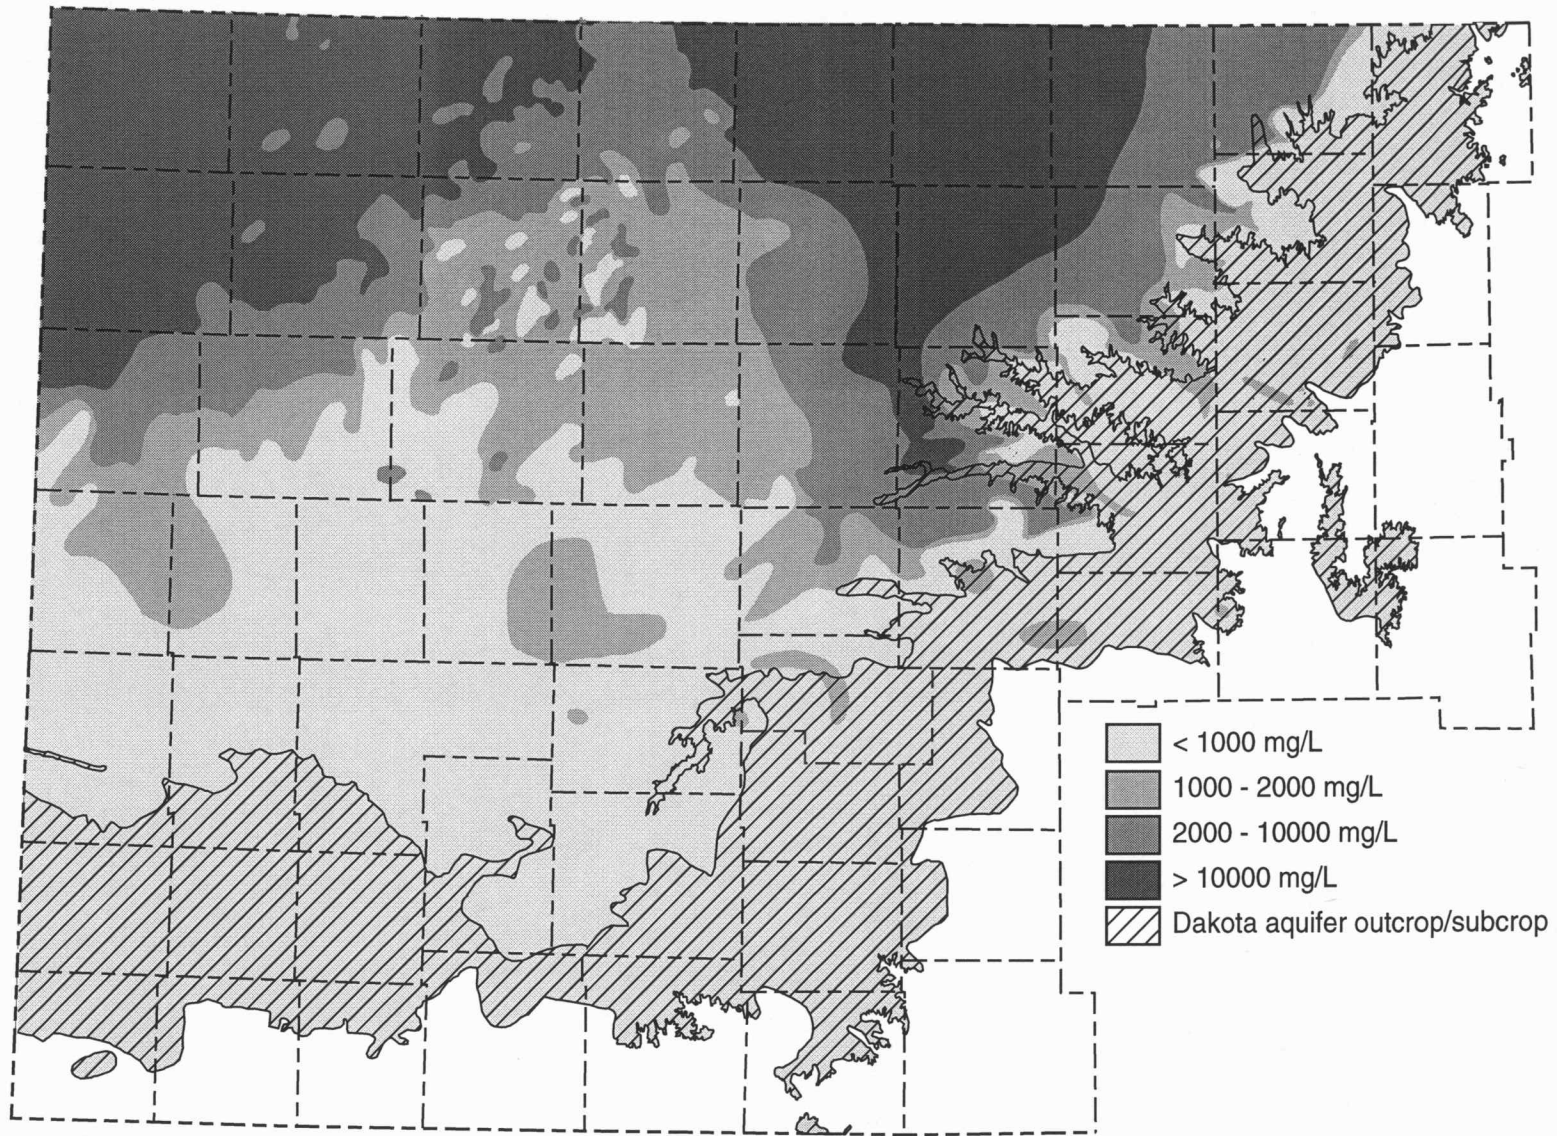 < 1000 mg/L
1000 - 2000 mg/L
2000 - 10000 mg/L
> 10000 mg/L
Dakota aquifer outcrop/subcrop